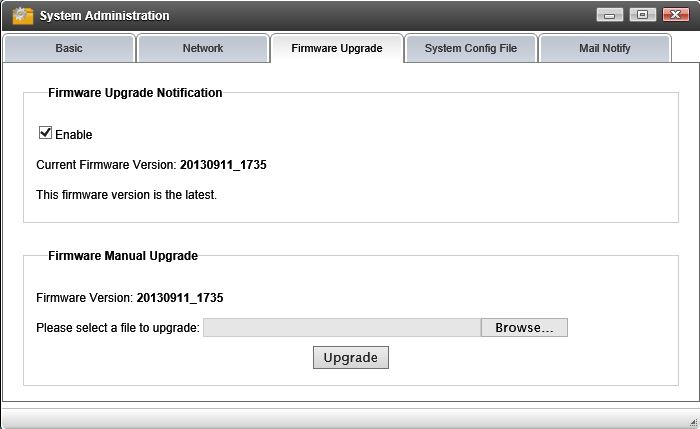 System Administration
Basic Network Firmware Upgrade System Config File Mail Notify
Firmware Upgrade Notification
Enable
Current Firmware Version: 20130911_1735
This firmware version is the latest.
Firmware Manual Upgrade
Firmware Version: 20130911_1735
Please select a file to upgrade: Browse...
Upgrade